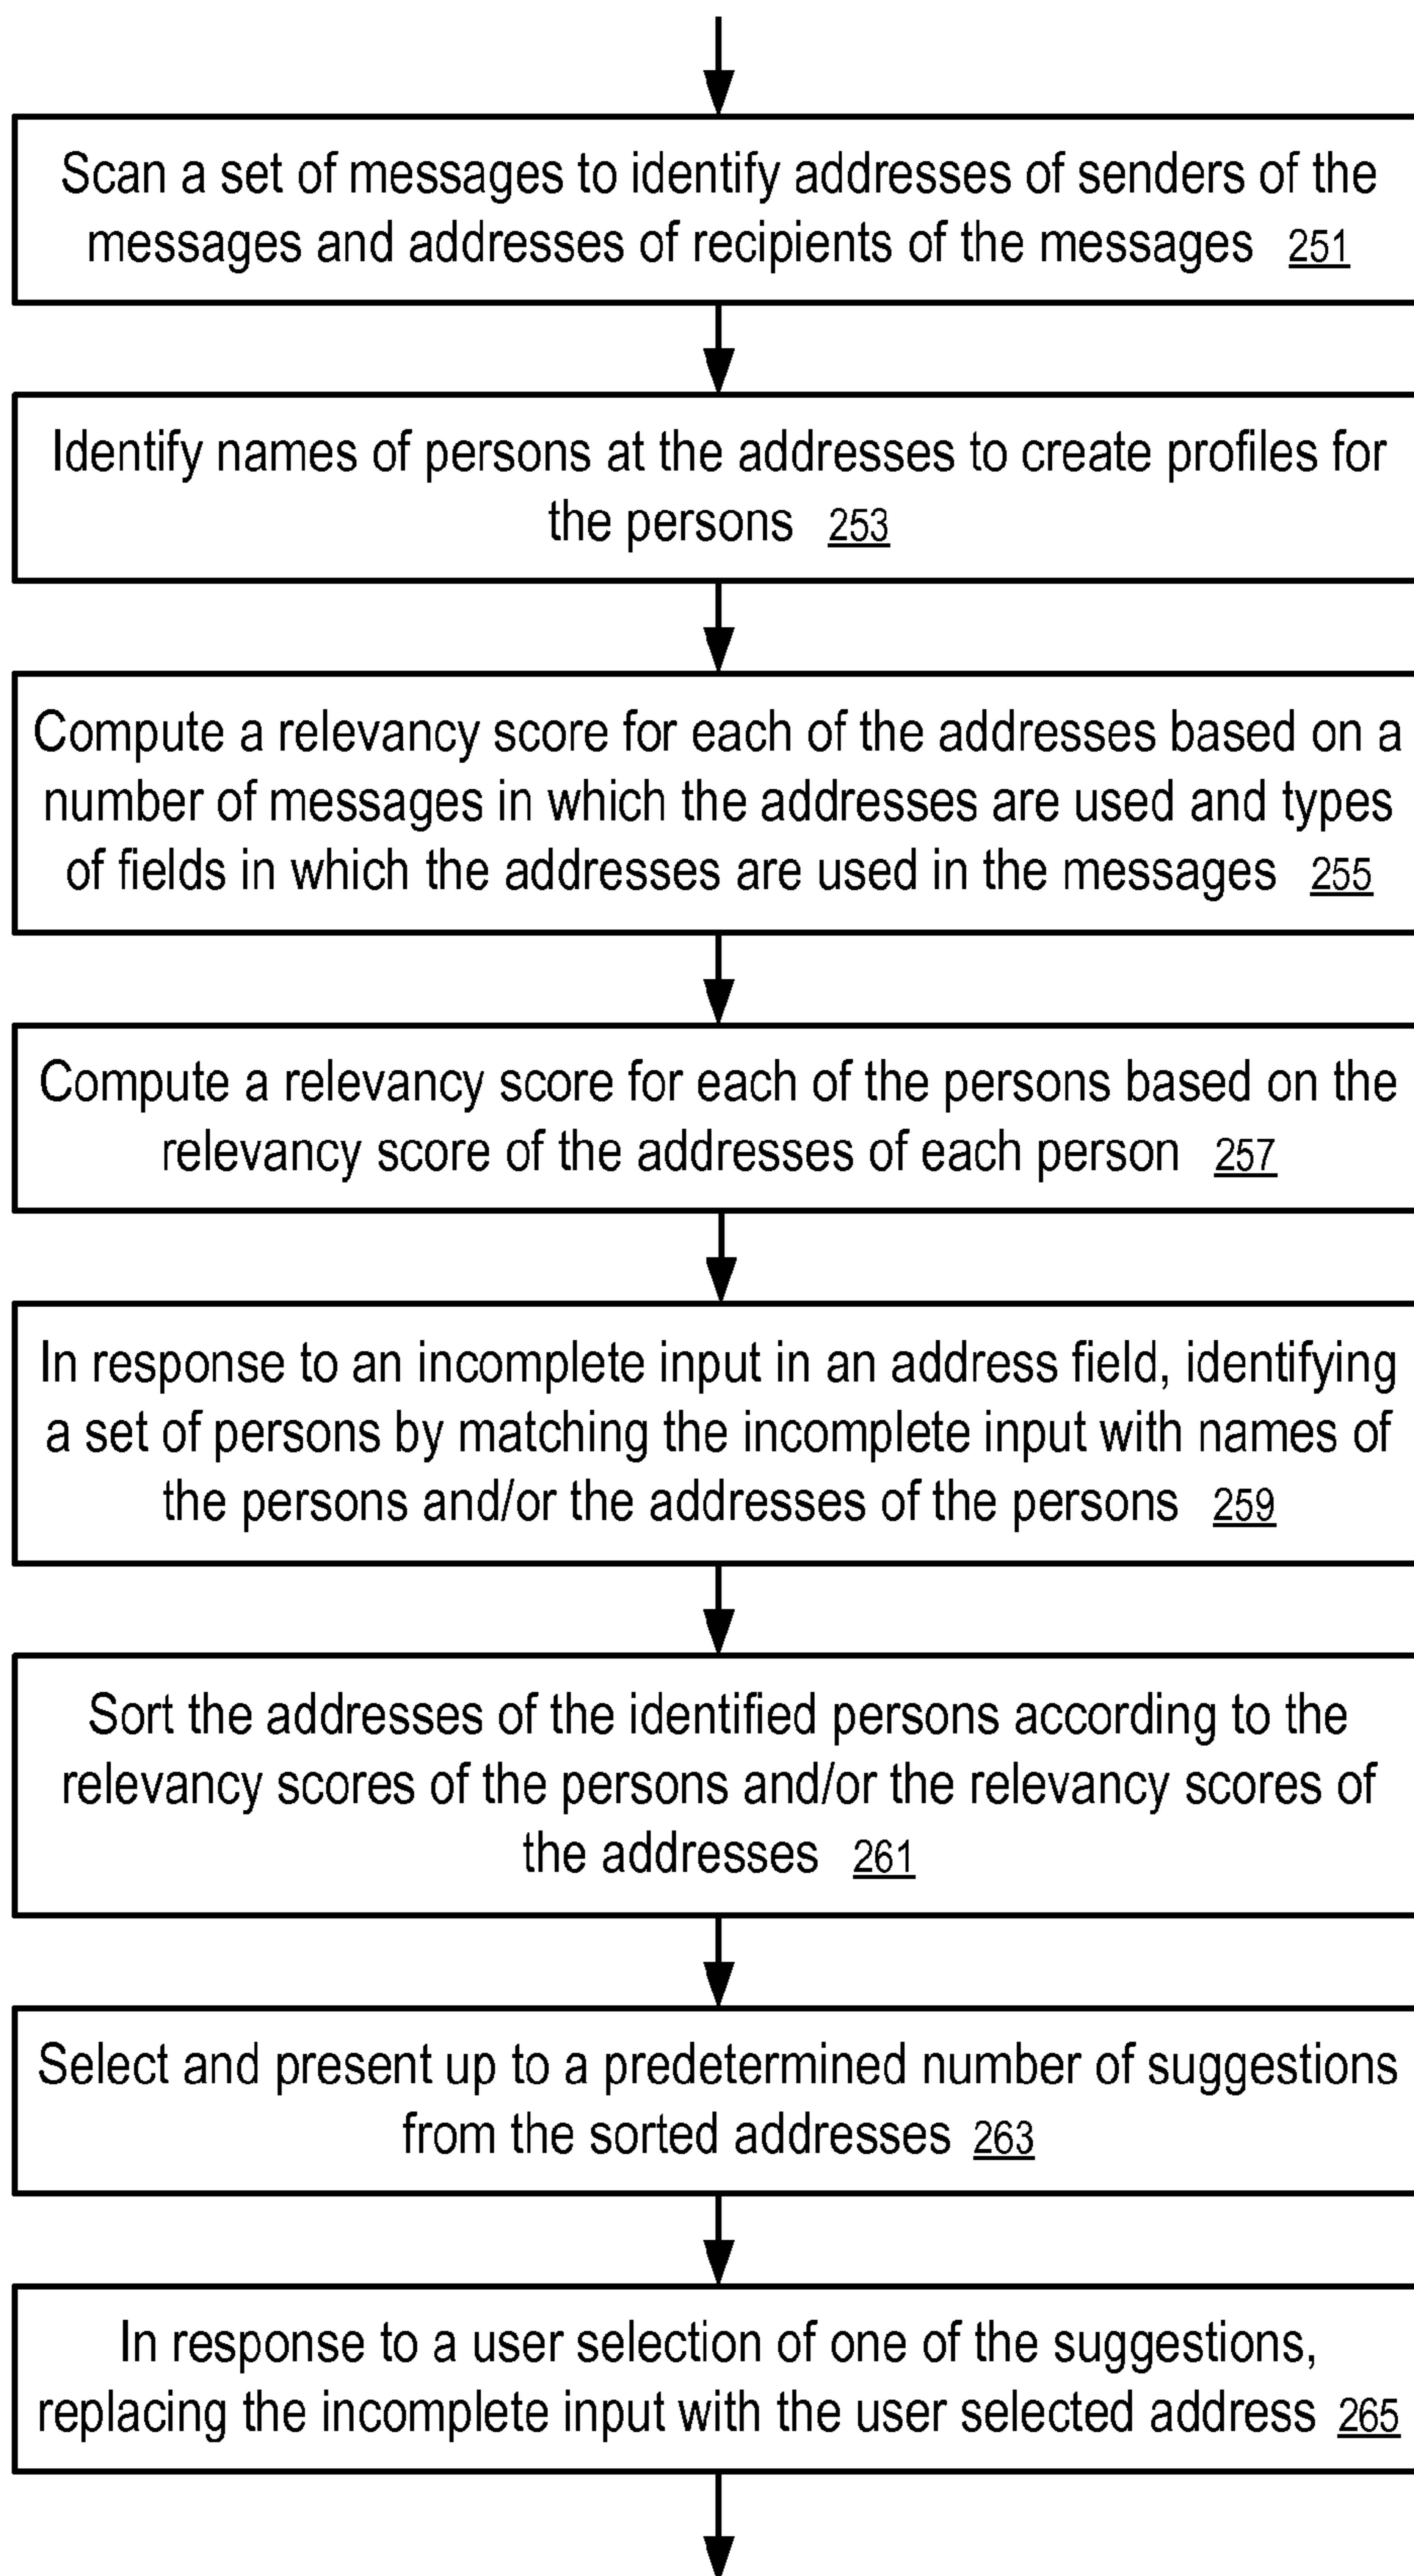 Scan a set of messages to identify addresses of senders of the
messages and addresses of recipients of the messages 251
Identify names of persons at the addresses to create profiles for
the persons 253
Compute a relevancy score for each of the addresses based on a
number of messages in which the addresses are used and types
of fields in which the addresses are used in the messages 255
Compute a relevancy score for each of the persons based on the
relevancy score of the addresses of each person 257
In response to an incomplete input in an address field, identifying
a set of persons by matching the incomplete input with names of
the persons and/or the addresses of the persons 259
Sort the addresses of the identified persons according to the
relevancy scores of the persons and/or the relevancy scores of
the addresses 261
Select and present up to a predetermined number of suggestions
from the sorted addresses 263
In response to a user selection of one of the suggestions,
replacing the incomplete input with the user selected address 265